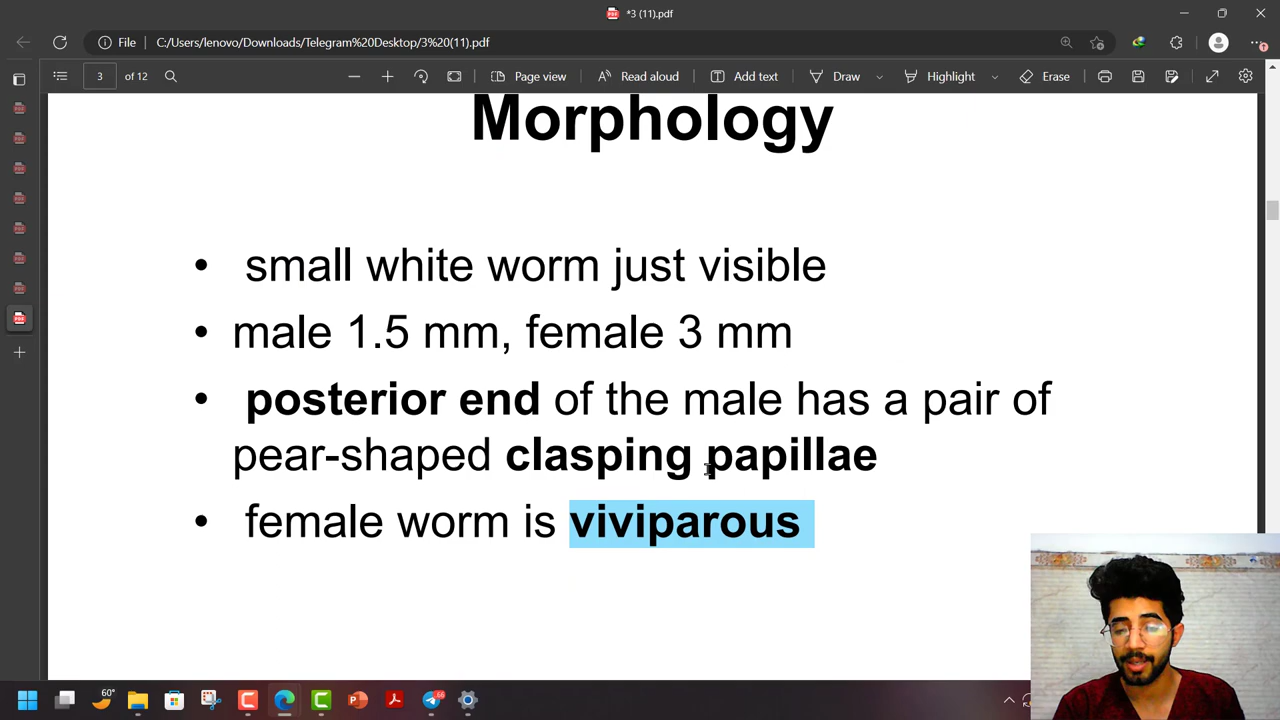 *3 (11).pdf
File C:/Users/lenovo/Downloads/Telegram%20Desktop/3%20(11).pdf
3 of 12 Page view Read aloud Add text Draw Highlight Erase
Morphology
• small white worm just visible
• male 1.5 mm, female 3 mm
• posterior end of the male has a pair of
pear-shaped clasping papillae
• female worm is viviparous
60°
66